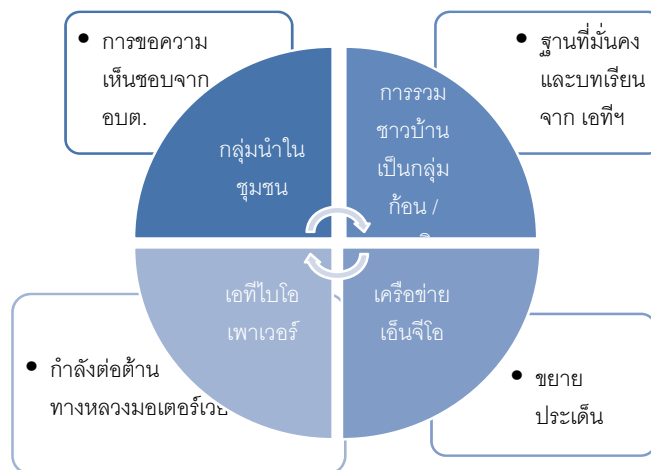 • การขอความ
เห็นชอบจาก
อบต.
กลุ่มนำใน
ชุมชน
การรวม
ชาวบ้าน
เป็นกลุ่ม
ก้อน /
• ฐานที่มั่นคง
และบทเรียน
จาก เอทีฯ
เอทีไบโอ
เพาเวอร์
• กำลังต่อต้าน
ทางหลวงมอเตอร์เวย์
เครือข่าย
เอ็นจีโอ
• ขยาย
ประเด็น